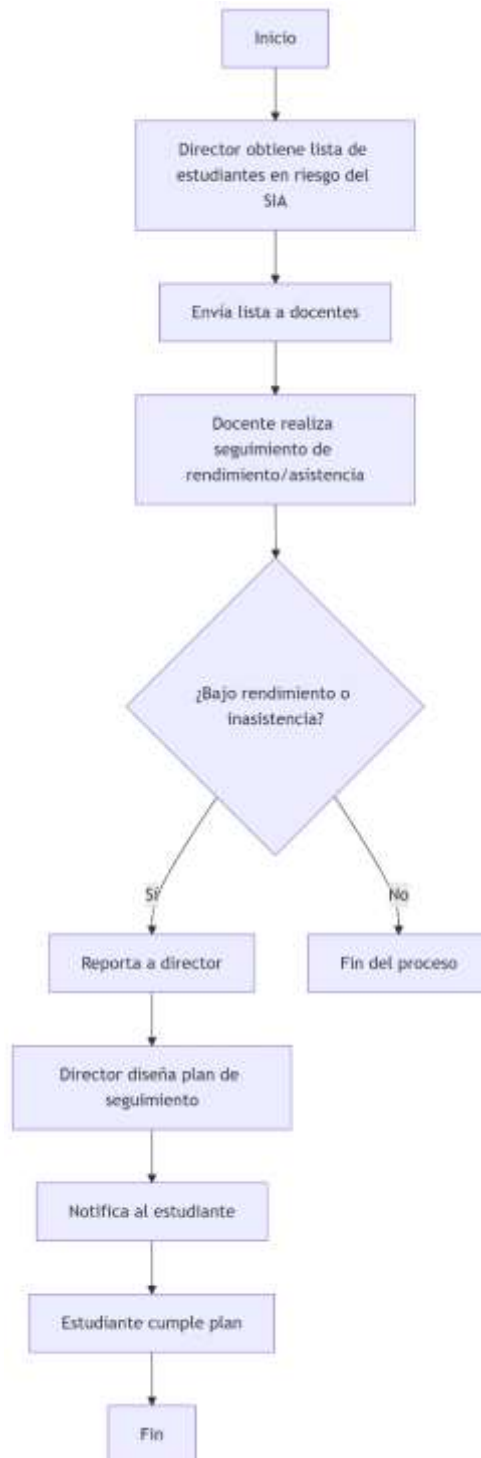 Inicio
Director obtiene lista de
estudiantes en riesgo del
SIA
Envía lista a docentes
Docente realiza
seguimiento de
rendimiento/asistencia
¿Bajo rendimiento o
inasistencia?
Sí
No
Reporta a director
Fin del proceso
Director diseña plan de
seguimiento
Notifica al estudiante
Estudiante cumple plan
Fin